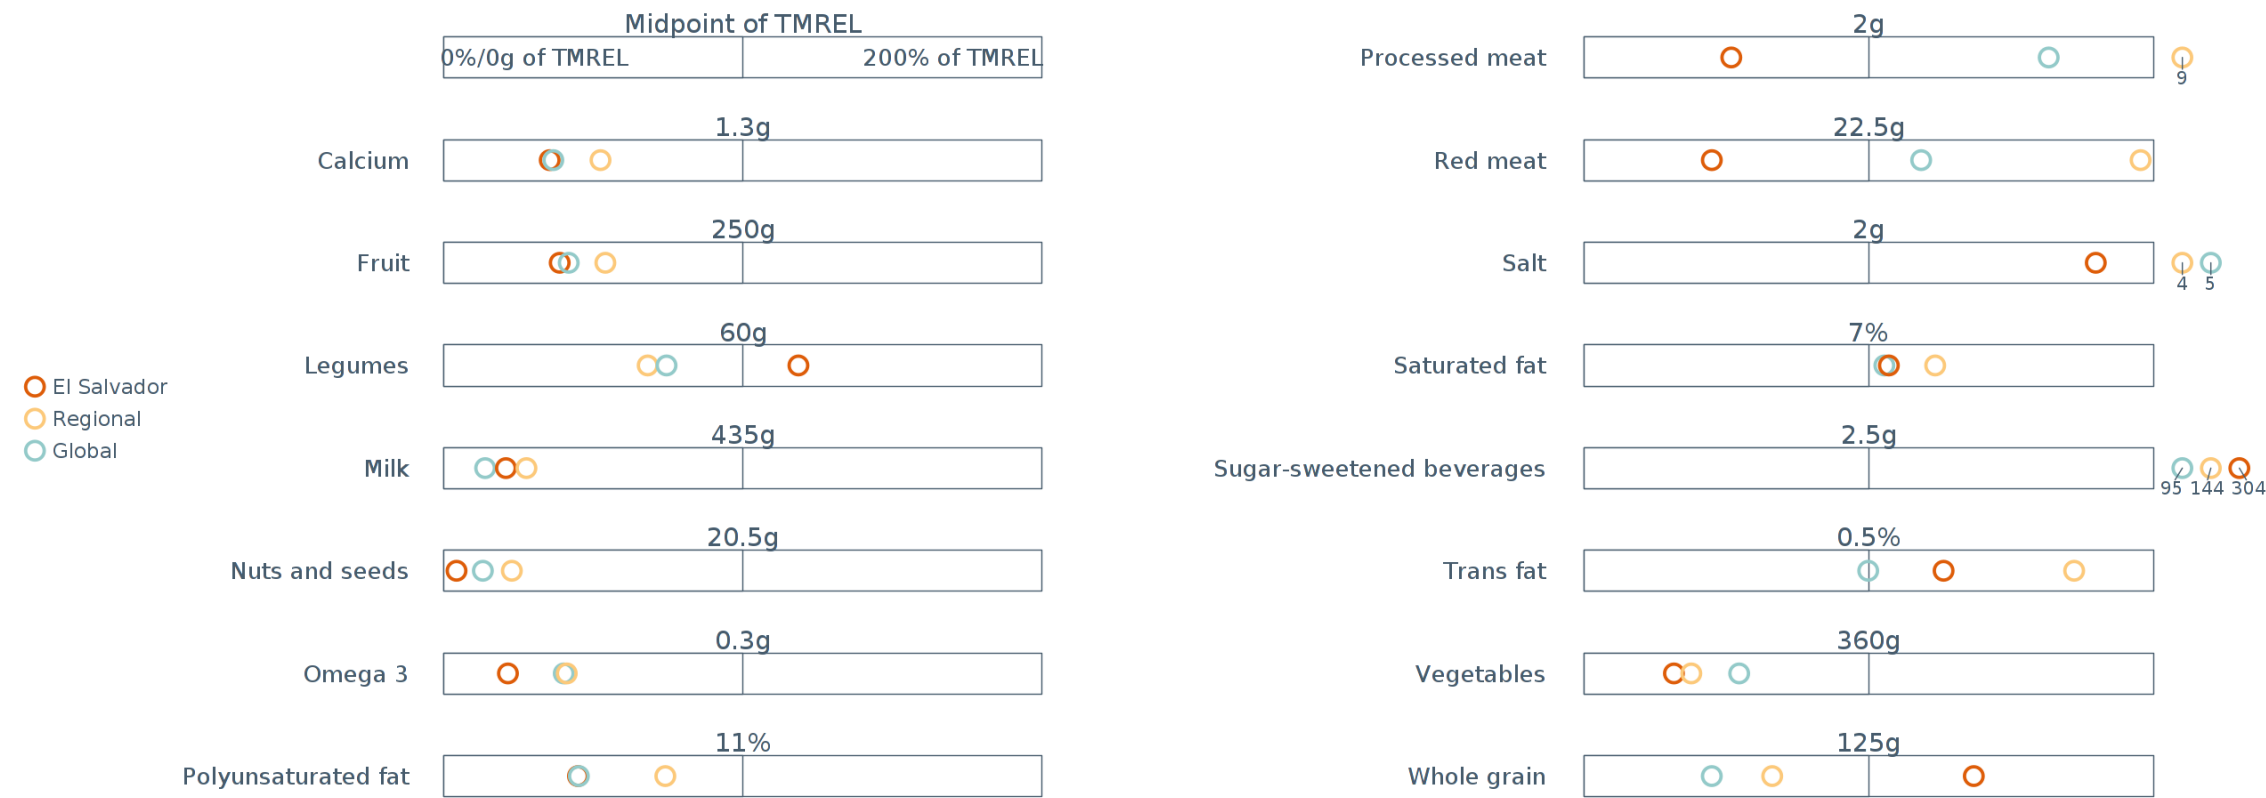 Midpoint of TMREL
0%/0g of TMREL 200% of TMREL
1.3g
Calcium
250g
Fruit
60g
Legumes
435g
Milk
20.5g
Nuts and seeds
0.3g
Omega 3
11%
Polyunsaturated fat
El Salvador
Regional
Global
2g
Processed meat
9
22.5g
Red meat
2g
Salt
4 5
7%
Saturated fat
2.5g
Sugar-sweetened beverages
95 144 304
0.5%
Trans fat
360g
Vegetables
125g
Whole grain